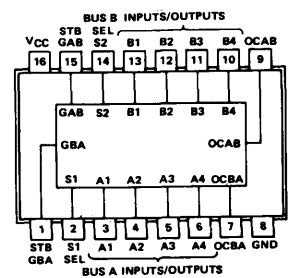 BUS B INPUTS/OUTPUTS
STB SEL
VCC GAB S2 B1 B2 B3 B4 OCAB
16 15 14 13 12 11 10 9
GAB S2 B1 B2 B3 B4
GBA OCAB
S1 A1 A2 A3 A4 OCBA
1 2 3 4 5 6 7 8
STB S1 A1 A2 A3 A4 OCBA GND
GBA SEL
BUS A INPUTS/OUTPUTS